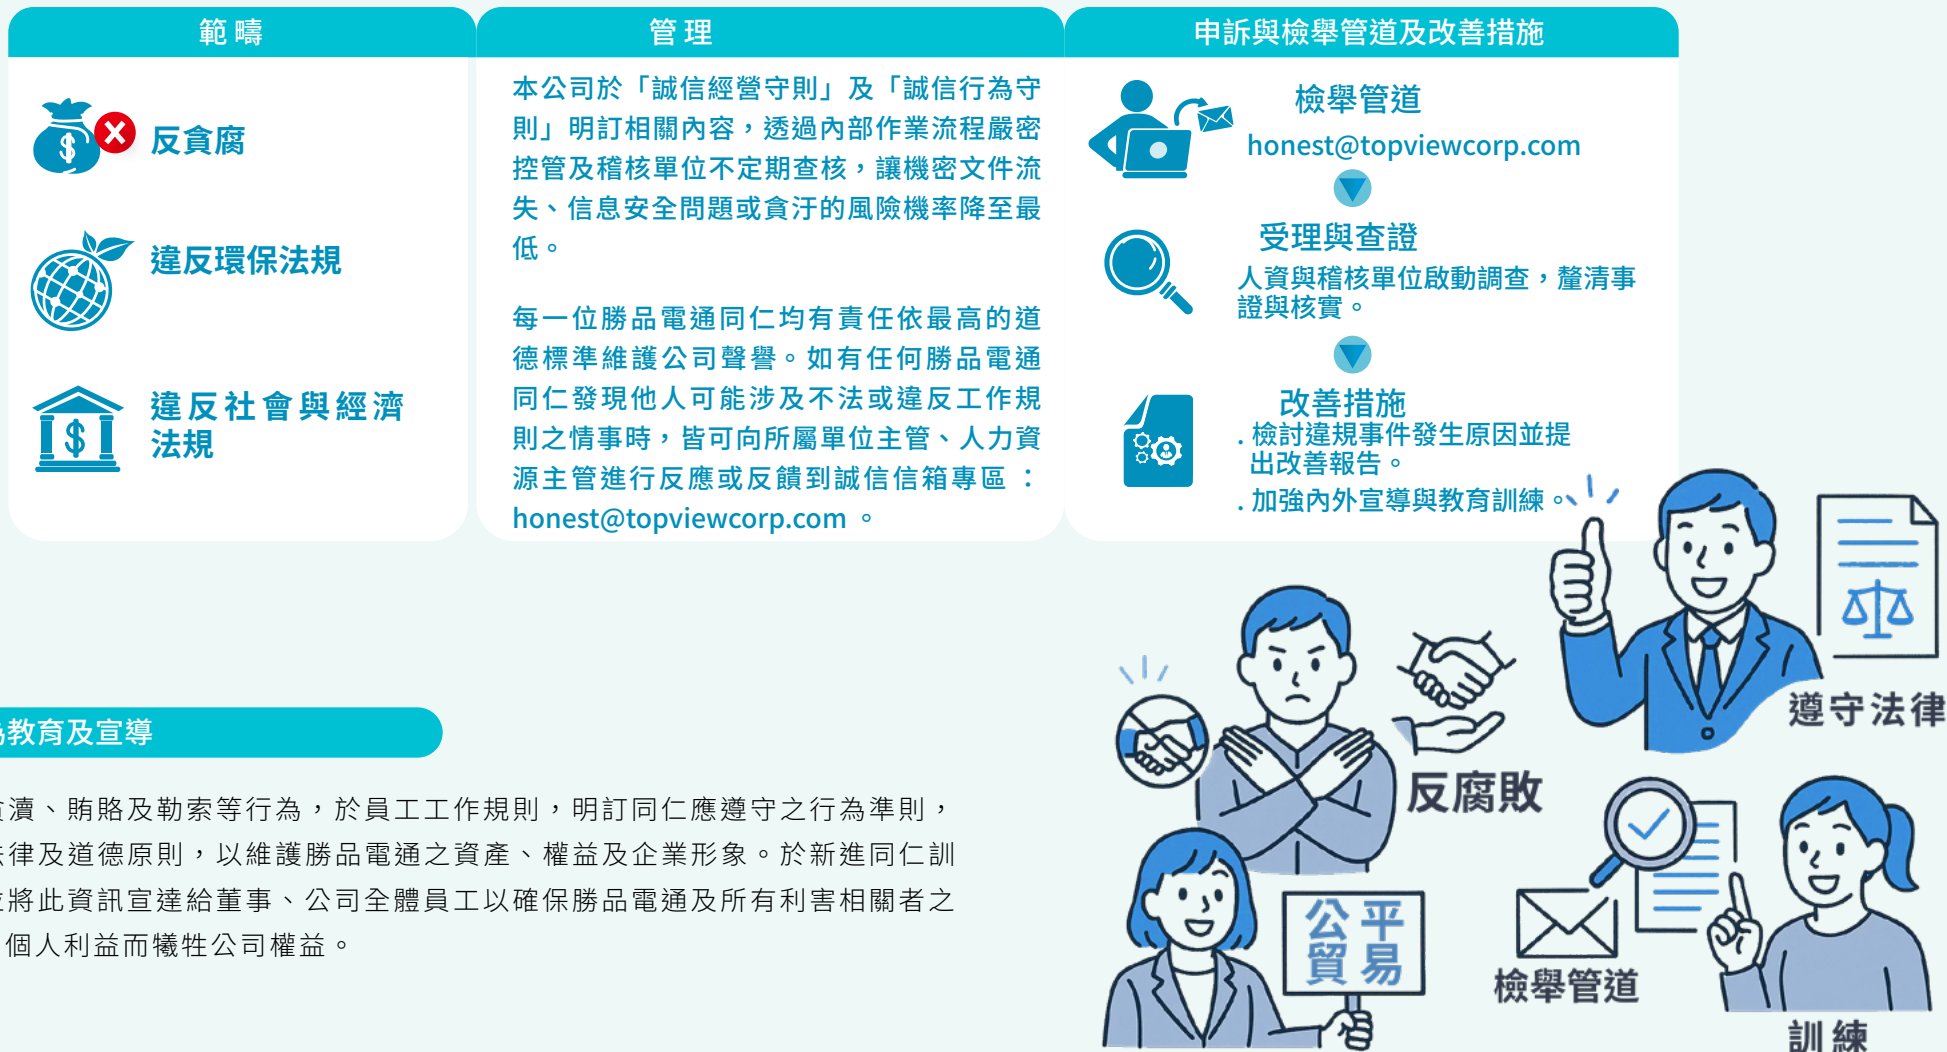 範疇
反貪腐
違反環保法規
違反社會與經濟
法規
管理
本公司於「誠信經營守則」及「誠信行為守
則」明訂相關內容，透過內部作業流程嚴密
控管及稽核單位不定期查核，讓機密文件流
失、信息安全問題或貪汙的風險機率降至最
低。
每一位勝品電通同仁均有責任依最高的道
德標準維護公司聲譽。如有任何勝品電通
同仁發現他人可能涉及不法或違反工作規
則之情事時，皆可向所屬單位主管、人力資
源主管進行反應或反饋到誠信信箱專區：
honest@topviewcorp.com 。
申訴與檢舉管道及改善措施
檢舉管道
honest@topviewcorp.com
受理與查證
人資與稽核單位啟動調查，釐清事
證與核實。
改善措施
. 檢討違規事件發生原因並提
出改善報告。
. 加強內外宣導與教育訓練。
教育及宣導
瀆、賄賂及勒索等行為，於員工工作規則，明訂同仁應遵守之行為準則，
律及道德原則，以維護勝品電通之資產、權益及企業形象。於新進同仁訓
將此資訊宣達給董事、公司全體員工以確保勝品電通及所有利害相關者之
個人利益而犧牲公司權益。
遵守法律
反腐敗
公平
貿易
檢舉管道
訓練